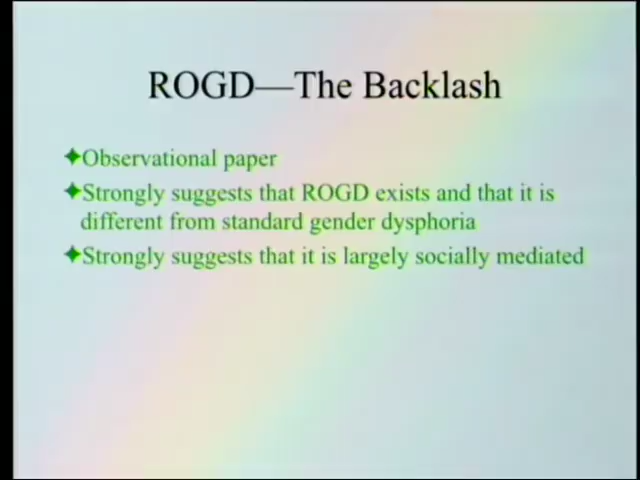 ROGD—The Backlash
✦Observational paper
✦Strongly suggests that ROGD exists and that it is
different from standard gender dysphoria
✦Strongly suggests that it is largely socially mediated